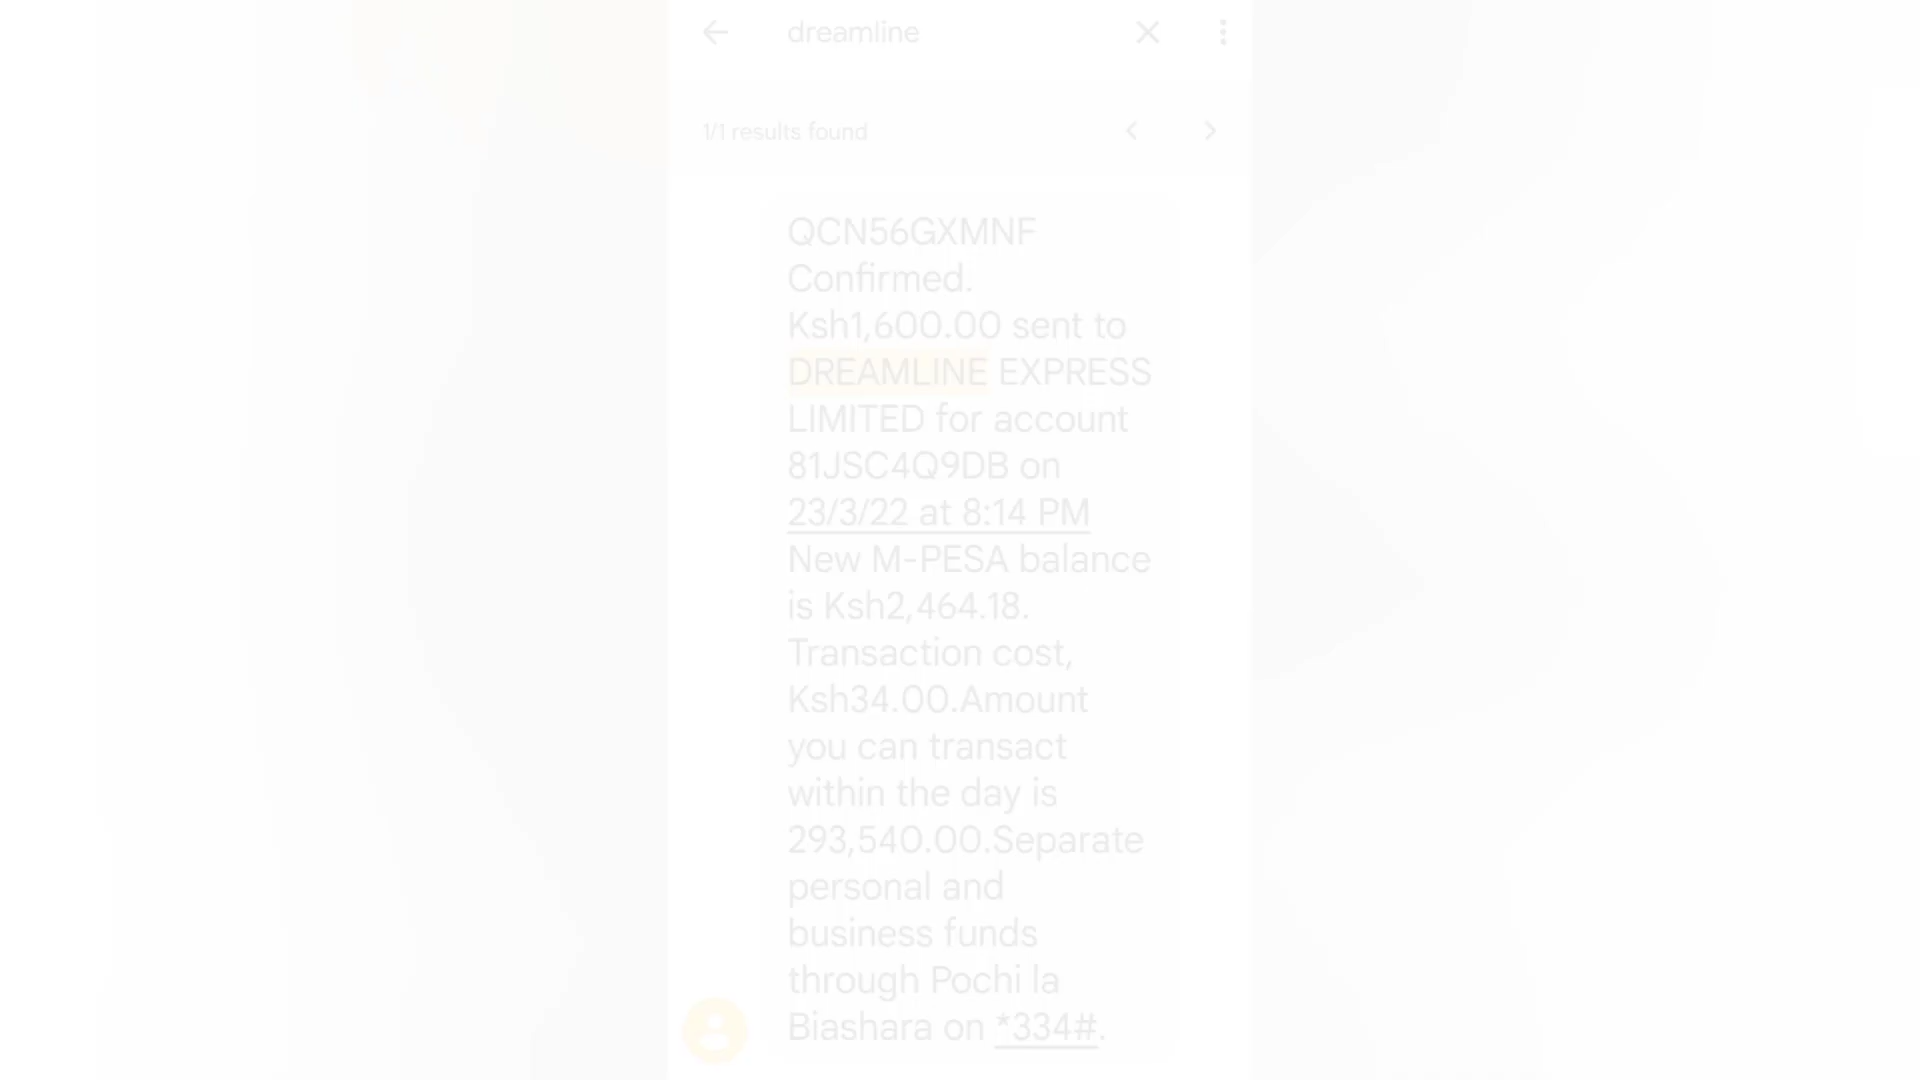 dreamline
1/1 results found
QCN56GXMNF
Confirmed.
Ksh1,600.00 sent to
DREAMLINE EXPRESS
LIMITED for account
81JSC4Q9DB on
23/3/22 at 8:14 PM
New M-PESA balance
is Ksh2,464.18.
Transaction cost,
Ksh34.00.Amount
you can transact
within the day is
293,540.00.Separate
personal and
business funds
through Pochi la
Biashara on *334#.